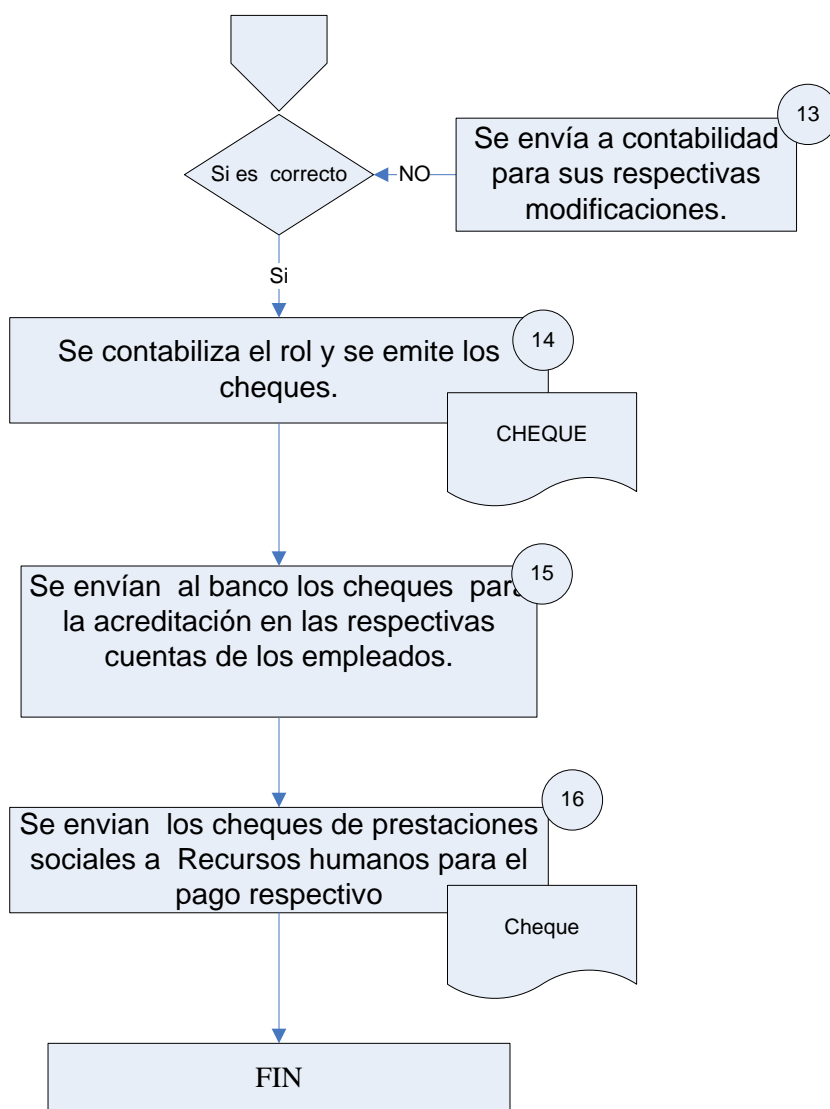 13
Se envía a contabilidad
para sus respectivas
modificaciones.
Si es correcto
NO
Si
14
Se contabiliza el rol y se emite los
cheques.
CHEQUE
15
Se envían al banco los cheques para
la acreditación en las respectivas
cuentas de los empleados.
16
Se envian los cheques de prestaciones
sociales a Recursos humanos para el
pago respectivo
Cheque
FIN